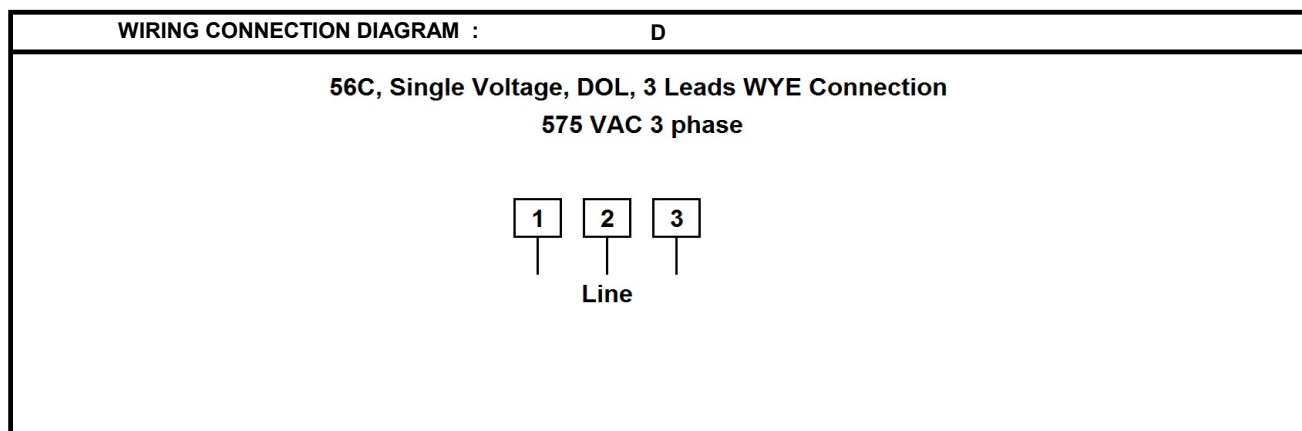 WIRING CONNECTION DIAGRAM : D
56C, Single Voltage, DOL, 3 Leads WYE Connection
575 VAC 3 phase
1 2 3
Line